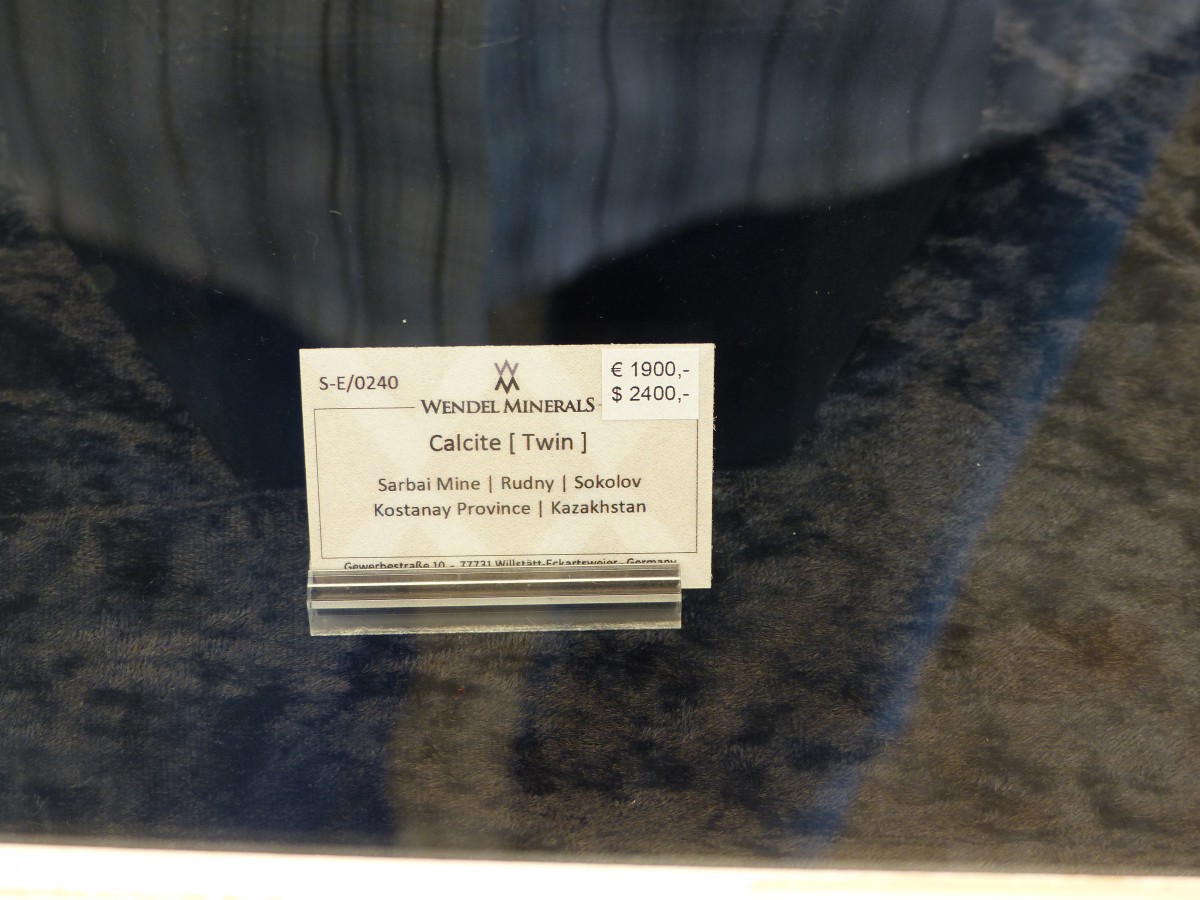 S-E/0240
€ 1900,-
$ 2400,-
WENDEL MINERALS
Calcite [ Twin ]
Sarbai Mine | Rudny | Sokolov
Kostanay Province | Kazakhstan
Gewerbestraße 10 - 77731 Willstätt-Eckartsweier - Germany